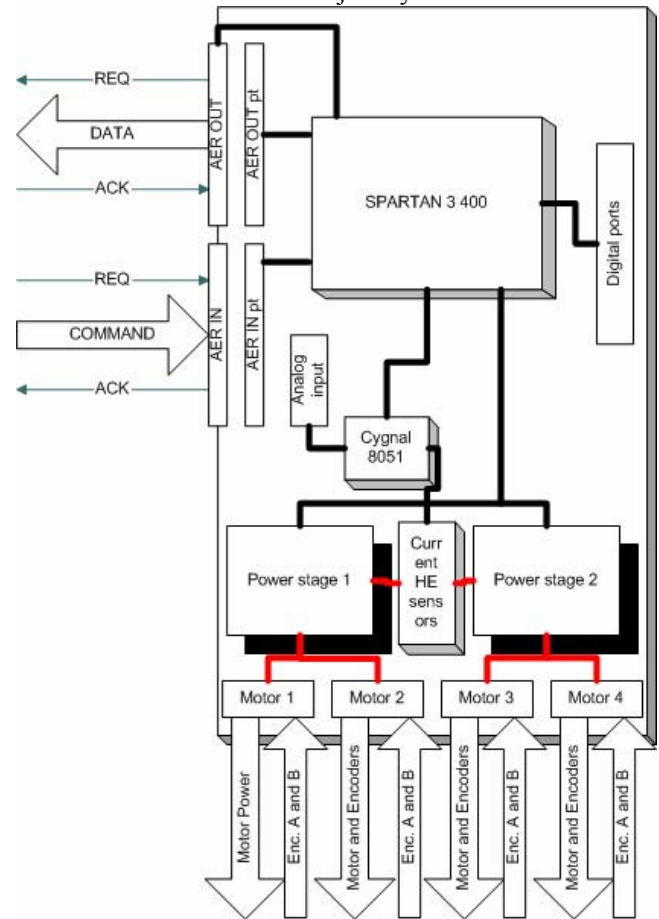 REQ
DATA
ACK
AER OUT
AER OUT pt
SPARTAN 3 400
Digital ports
REQ
COMMAND
ACK
AER IN
AER IN pt
Analog
input
Cygnal
8051
Power stage 1
Curr
ent
HE
sens
ors
Power stage 2
Motor 1
Motor 2
Motor 3
Motor 4
Motor Power
Enc. A and B
Motor and Encoders
Enc. A and B
Motor and Encoders
Enc. A and B
Motor and Encoders
Enc. A and B